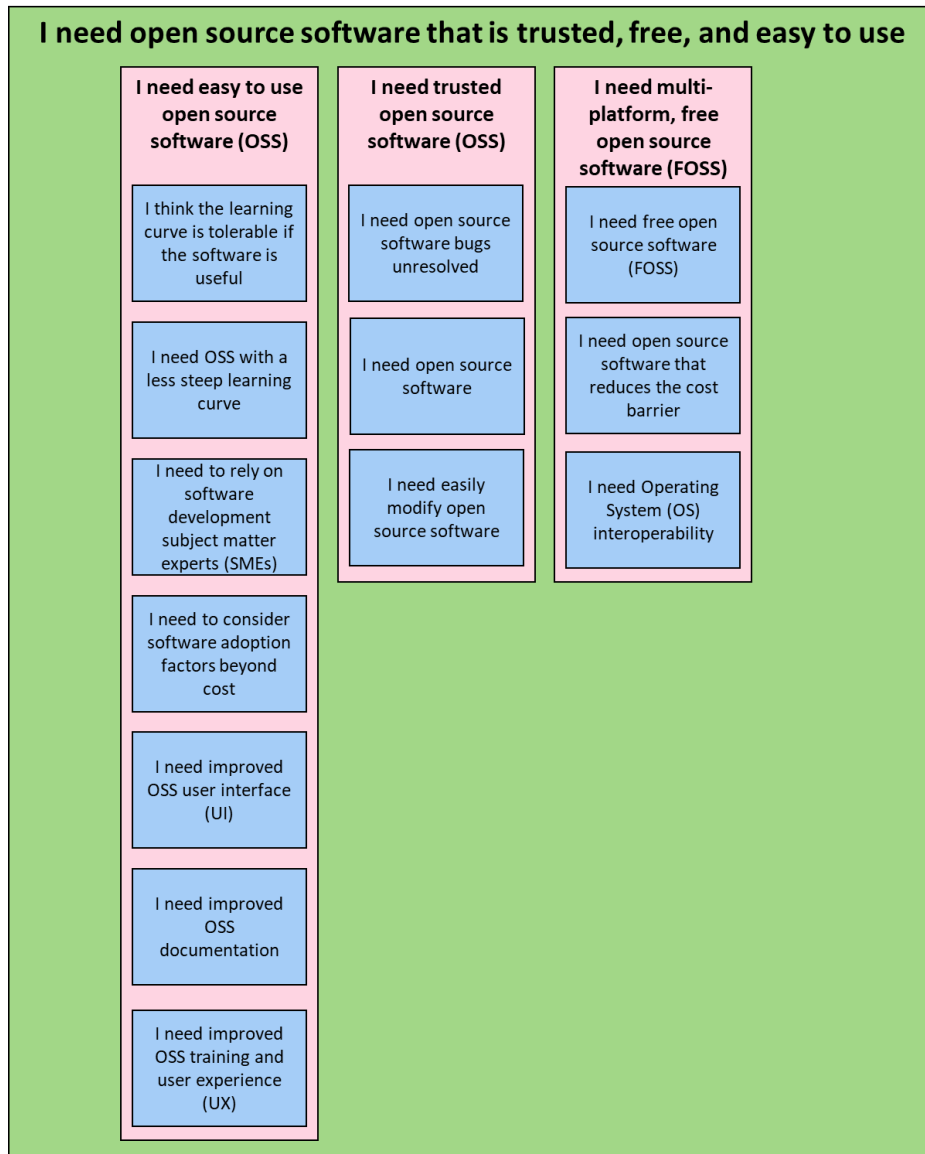 I need open source software that is trusted, free, and easy to use
I need easy to use
open source
software (OSS)
I think the learning
curve is tolerable if
the software is
useful
I need OSS with a
less steep learning
curve
I need to rely on
software
development
subject matter
experts (SMEs)
I need to consider
software adoption
factors beyond
cost
I need improved
OSS user interface
(UI)
I need improved
OSS
documentation
I need improved
OSS training and
user experience
(UX)
I need trusted
open source
software (OSS)
I need open source
software bugs
unresolved
I need open source
software
I need easily
modify open
source software
I need multi-
platform, free
open source
software (FOSS)
I need free open
source software
(FOSS)
I need open source
software that
reduces the cost
barrier
I need Operating
System (OS)
interoperability